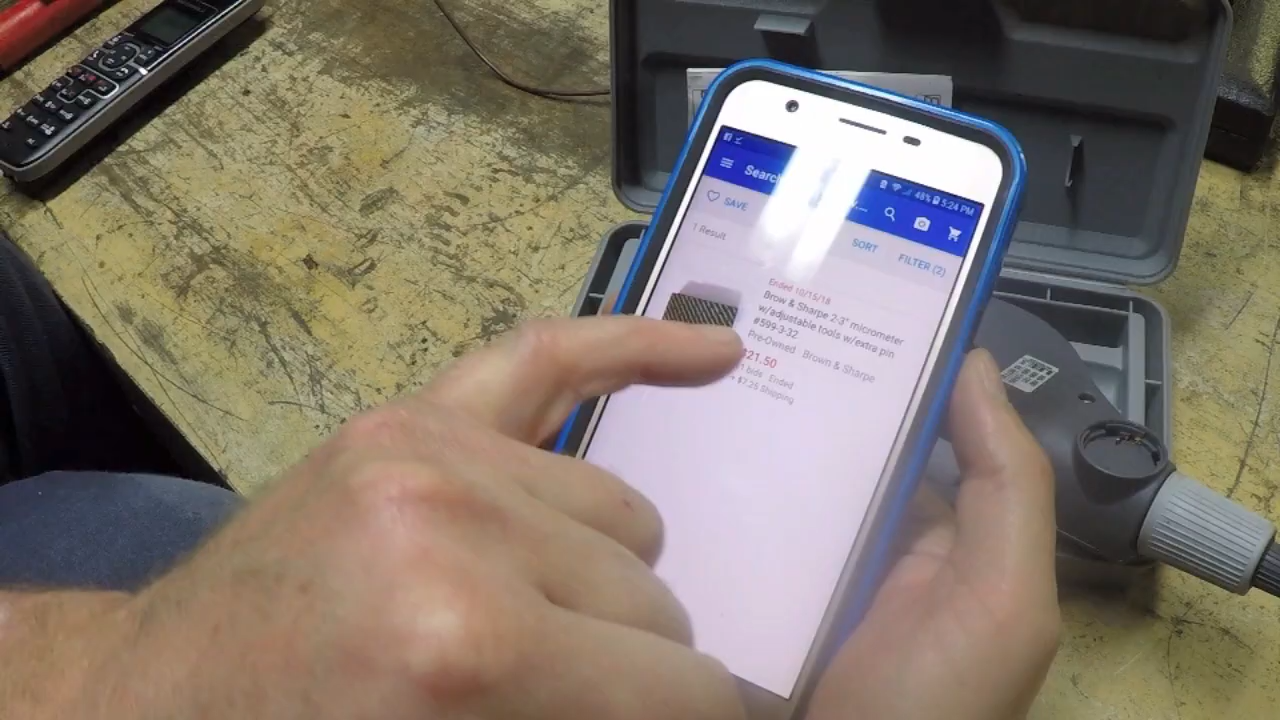 48% 5:24 PM
Search
SAVE
SORT
FILTER (2)
1 Result
Ended 10/15/18
Brow & Sharpe 2-3" micrometer
w/adjustable tools w/extra pin
#599-3-32
Pre-Owned Brown & Sharpe
$21.50
bids Ended
$7.25 Shipping